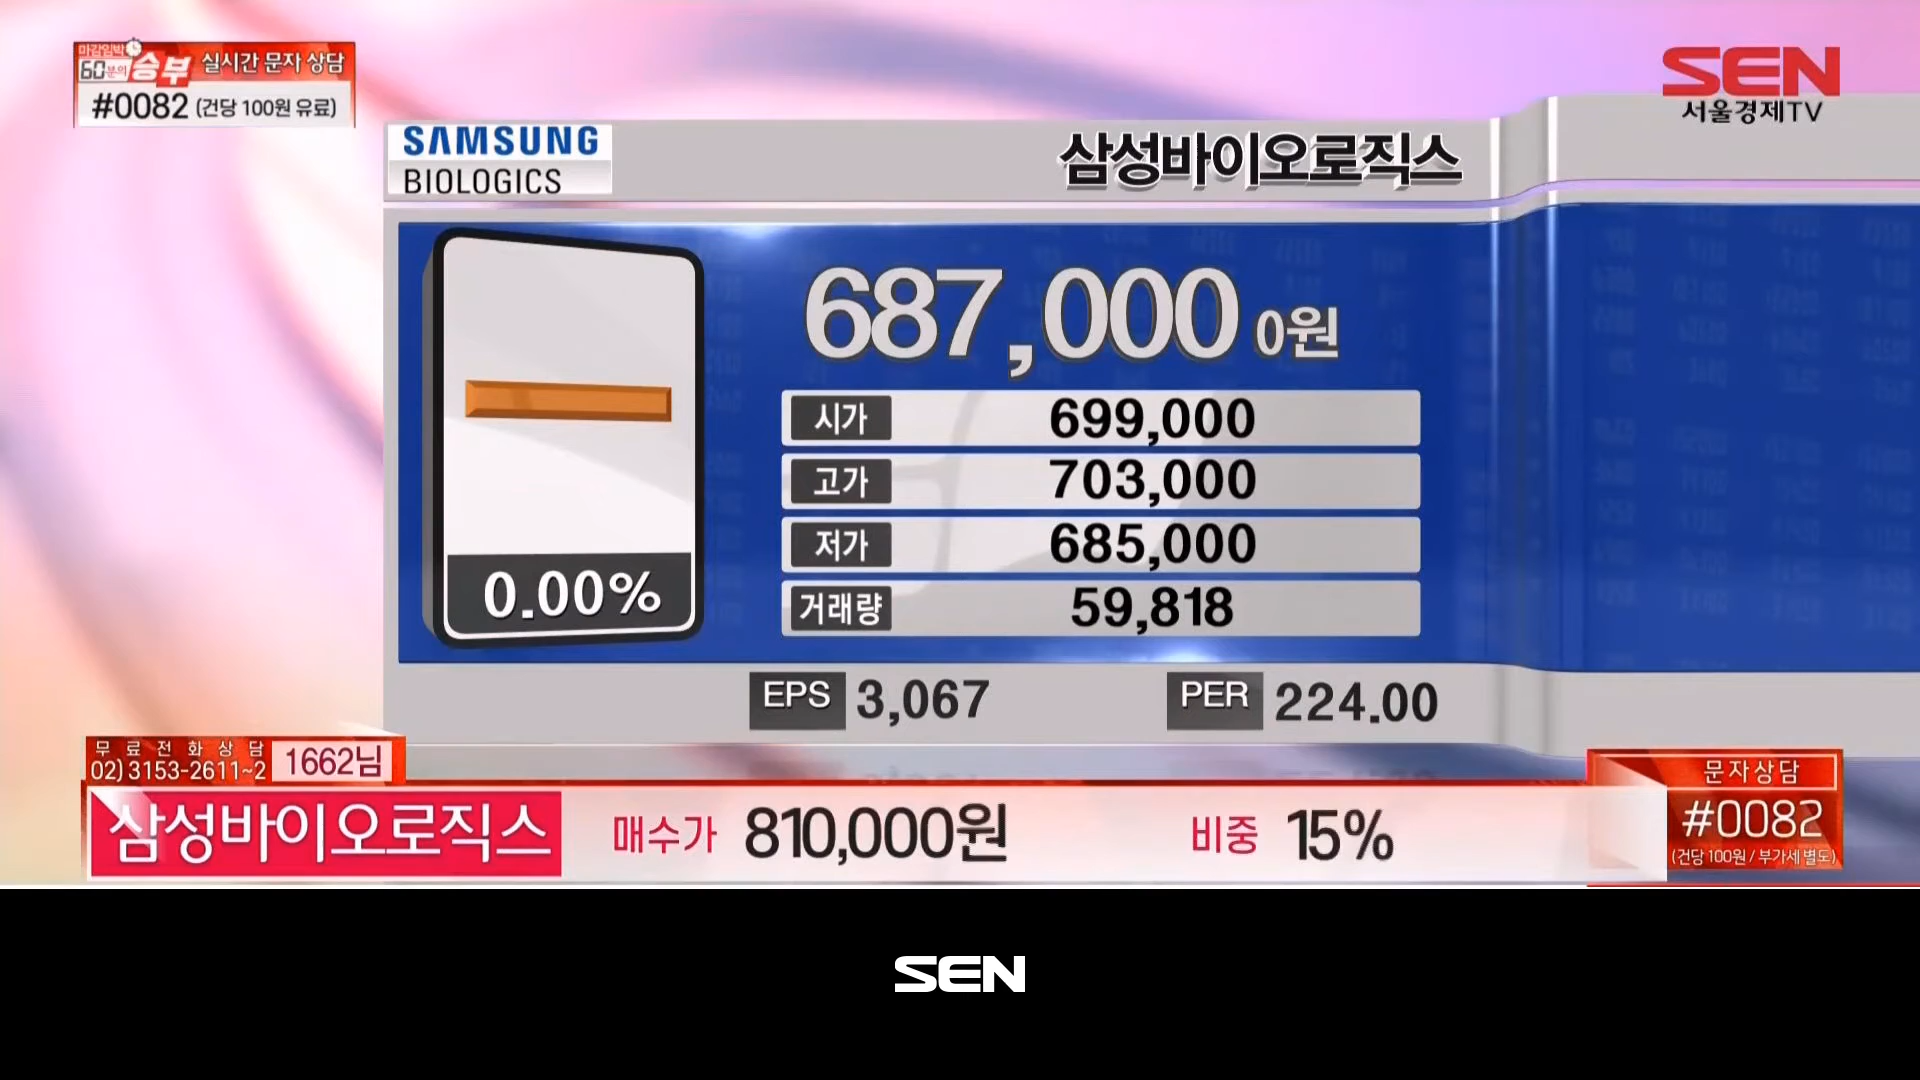 마감임박
60분의 승부 실시간 문자 상담
#0082 (건당 100원 유료)
SEN
서울경제TV
SAMSUNG
BIOLOGICS
삼성바이오로직스
687,000 0원
시가 699,000
고가 703,000
저가 685,000
거래량 59,818
0.00%
EPS 3,067 PER 224.00
무료전화상담
02)3153-2611~2 1662님
삼성바이오로직스 매수가 810,000원 비중 15%
문자상담
#0082
(건당 100원 / 부가세 별도)
SEN